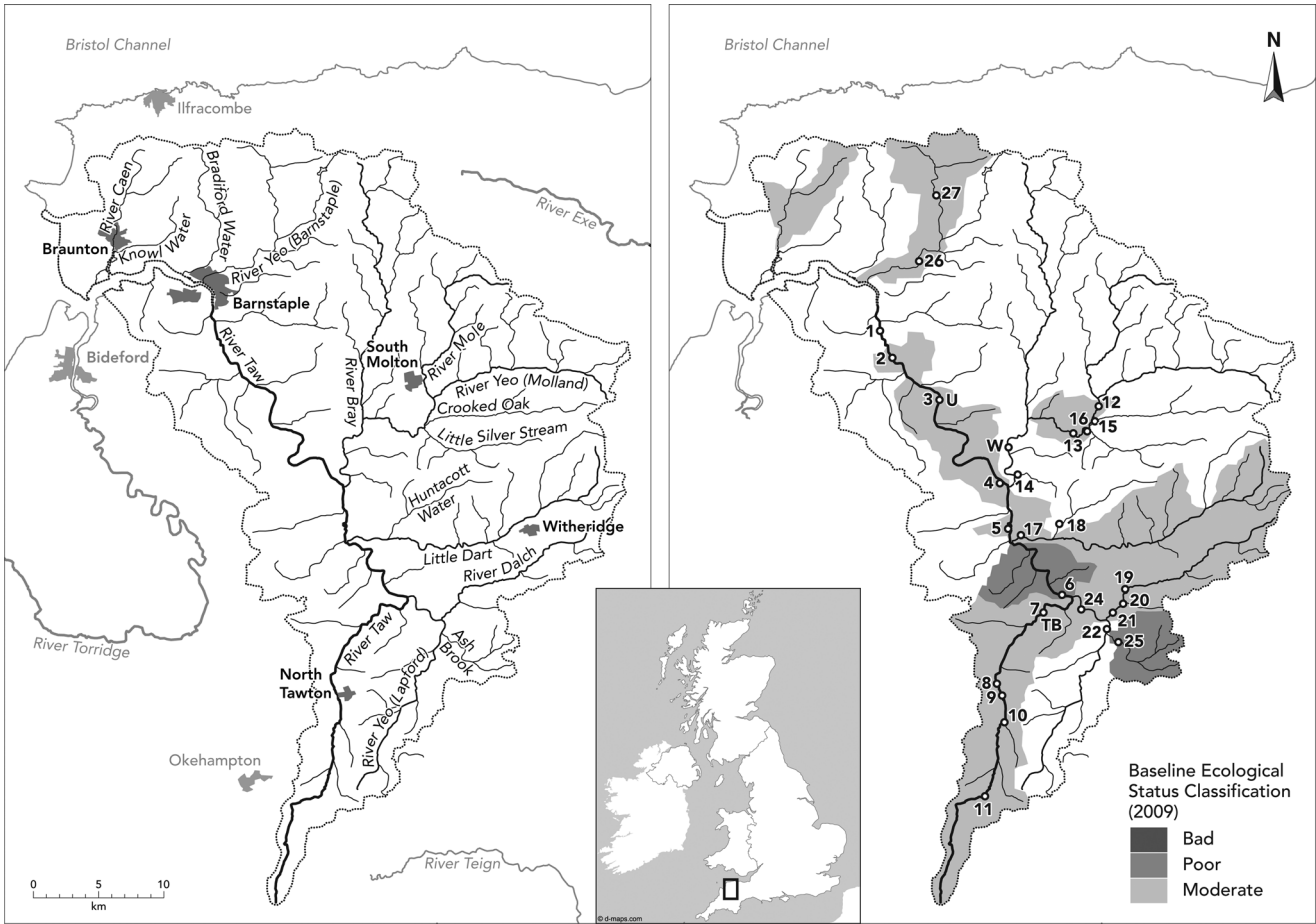 Bristol Channel
Ilfracombe
River Caen
Bradiford Water
River Exe
Braunton
Knowl Water
River Yeo (Barnstaple)
Barnstaple
Bideford
River Taw
South
Molton
River Mole
River Bray
River Yeo (Molland)
Crooked Oak
Little Silver Stream
Huntacott
Water
Witheridge
Little Dart
River Dalch
River Torridge
River Taw
Ash
Brook
North
Tawton
River Yeo (Lapford)
Okehampton
River Teign
0 5 10
km
© d-maps.com
Bristol Channel
N
27
26
1
2
3 U
12
16
15
13
W
14
4
5 17 18
6
19
24 20
7
TB
21
22
25
8
9
10
11
Baseline Ecological
Status Classification
(2009)
Bad
Poor
Moderate